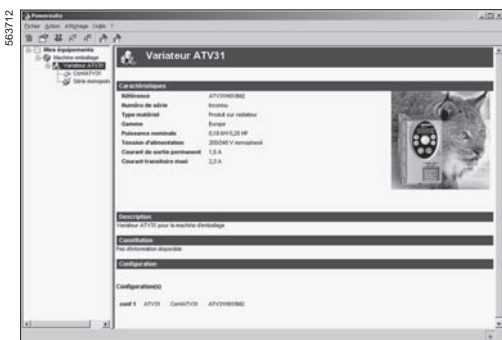 563712
Powersuite
Fichier Action Affichage Outils ?
Mes équipements
Machine emballage
Variateur ATV31
ConfATV31
Série monopoint
Variateur ATV31
Caractéristiques
Référence ATV31H018M2
Numéro de série Inconnu
Type matériel Produit sur radiateur
Gamme Europe
Puissance nominale 0,18 kW/0,25 HP
Tension d'alimentation 200/240 V monophasé
Courant de sortie permanent 1,5 A
Courant transitoire maxi 2,3 A
Description
Variateur ATV31 pour la machine d'emballage
Constitution
Pas d'information disponible
Configuration
Configuration(s)
conf 1 ATV31 ConfATV31 ATV31H018M2